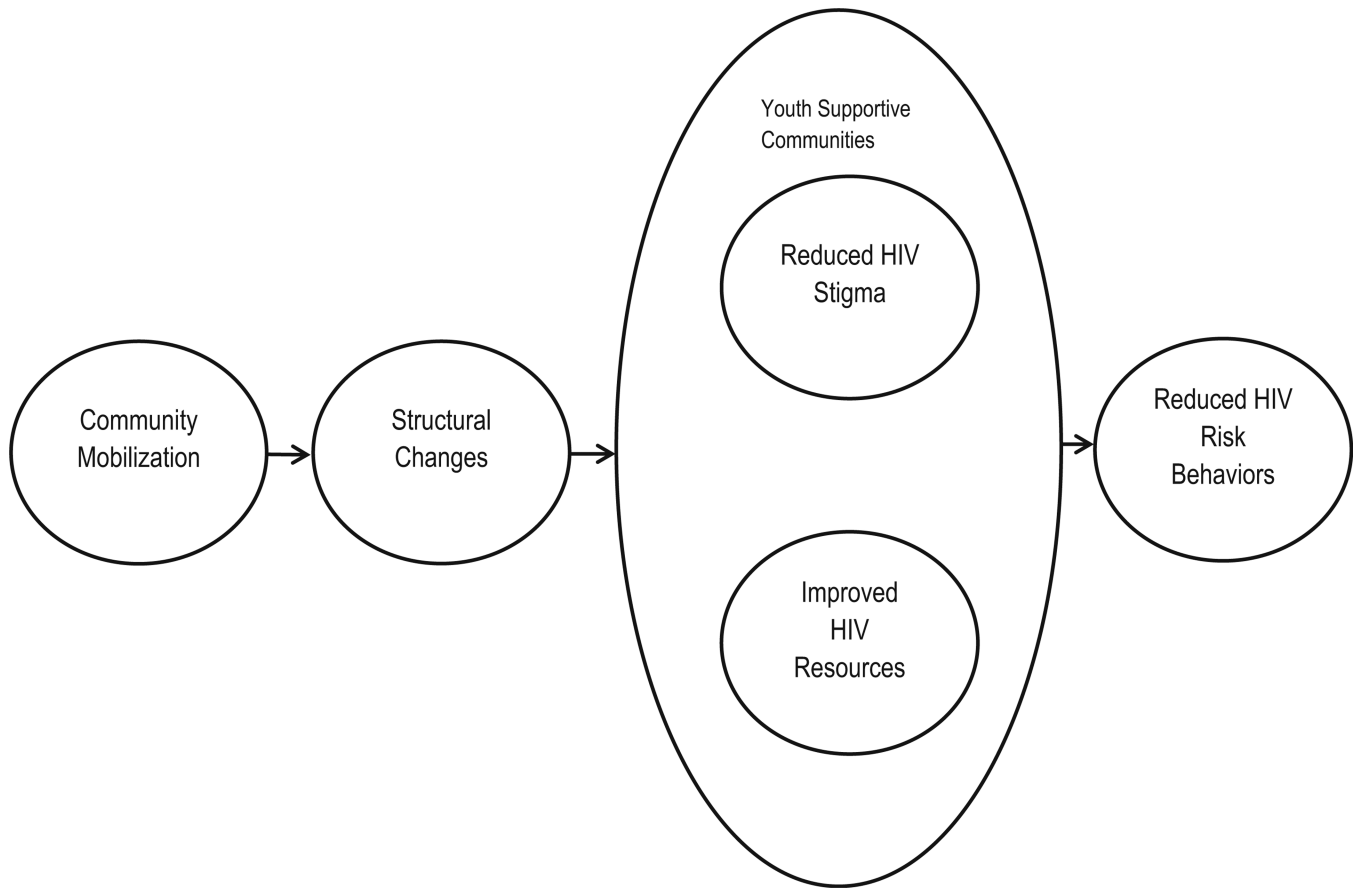 Community
Mobilization
Structural
Changes
Youth Supportive
Communities
Reduced HIV
Stigma
Improved
HIV
Resources
Reduced HIV
Risk
Behaviors